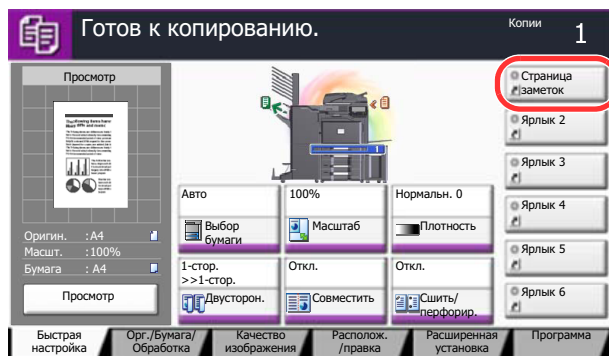 Готов к копированию.
Копии
1
Просмотр
Оригин. :A4
Масшт. :100%
Бумага : A4
Просмотр
1
Авто
Выбор
бумаги
100%
Масштаб
Нормальн. 0
Плотность
1-стор.
>>1-стор.
Двусторон.
Откл.
Совместить
Откл.
Сшить/
перфорир.
Страница
заметок
Ярлык 2
Ярлык 3
Ярлык 4
Ярлык 5
Ярлык 6
Быстрая
настройка
Орг./Бумага/
Обработка
Качество
изображения
Располож.
/правка
Расширенная
установка
Программа